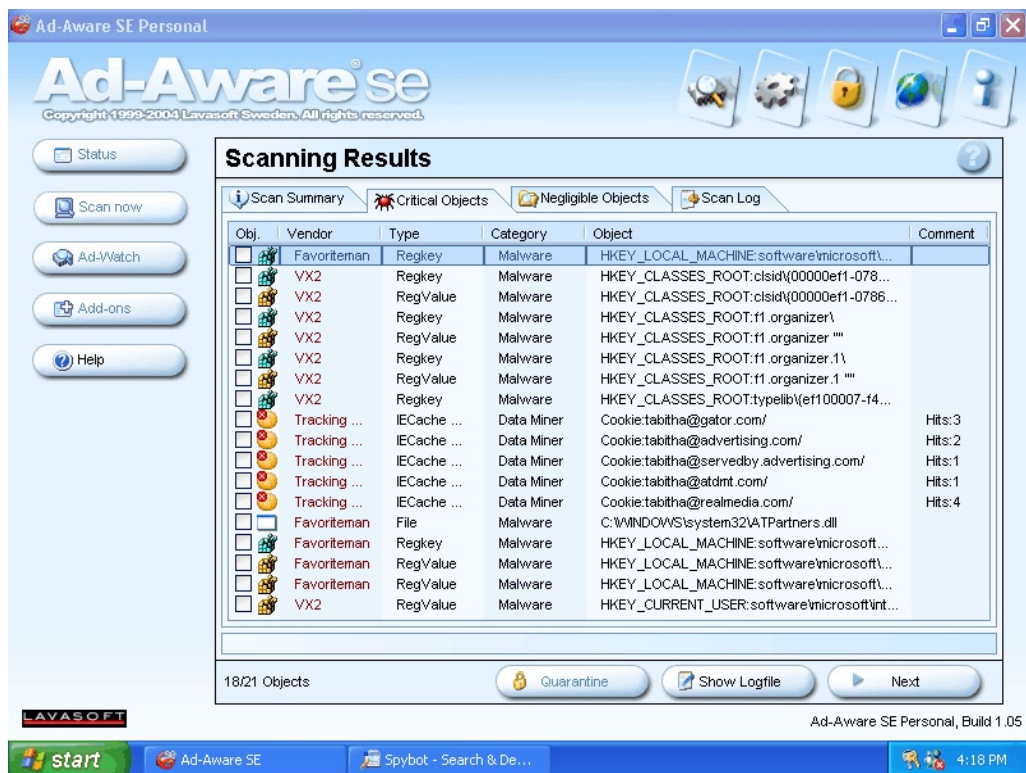 Ad-Aware SE Personal
Ad-Aware® se
Copyright 1999-2004 Lavasoft Sweden. All rights reserved.
Status
Scan now
Ad-Watch
Add-ons
Help
Scanning Results
Scan Summary Critical Objects Negligible Objects Scan Log
Obj. Vendor Type Category Object Comment
Favoriteman Regkey Malware HKEY_LOCAL_MACHINE:software\microsoft\...
VX2 Regkey Malware HKEY_CLASSES_ROOT:clsid\{00000ef1-078...
VX2 RegValue Malware HKEY_CLASSES_ROOT:clsid\{00000ef1-0786...
VX2 Regkey Malware HKEY_CLASSES_ROOT:f1.organizer\
VX2 RegValue Malware HKEY_CLASSES_ROOT:f1.organizer ""
VX2 Regkey Malware HKEY_CLASSES_ROOT:f1.organizer.1\
VX2 RegValue Malware HKEY_CLASSES_ROOT:f1.organizer.1 ""
VX2 Regkey Malware HKEY_CLASSES_ROOT:typelib\{ef100007-f4...
Tracking ... IECache ... Data Miner Cookie:tabitha@gator.com/ Hits:3
Tracking ... IECache ... Data Miner Cookie:tabitha@advertising.com/ Hits:2
Tracking ... IECache ... Data Miner Cookie:tabitha@servedby.advertising.com/ Hits:1
Tracking ... IECache ... Data Miner Cookie:tabitha@atdmt.com/ Hits:1
Tracking ... IECache ... Data Miner Cookie:tabitha@realmedia.com/ Hits:4
Favoriteman File Malware C:\WINDOWS\system32\ATPartners.dll
Favoriteman Regkey Malware HKEY_LOCAL_MACHINE:software\microsoft...
Favoriteman RegValue Malware HKEY_LOCAL_MACHINE:software\microsoft\...
Favoriteman RegValue Malware HKEY_LOCAL_MACHINE:software\microsoft\...
VX2 RegValue Malware HKEY_CURRENT_USER:software\microsoft\int...
18/21 Objects
Quarantine
Show Logfile
Next
LAVASOFT
Ad-Aware SE Personal, Build 1.05
start
Ad-Aware SE
Spybot - Search & De...
4:18 PM